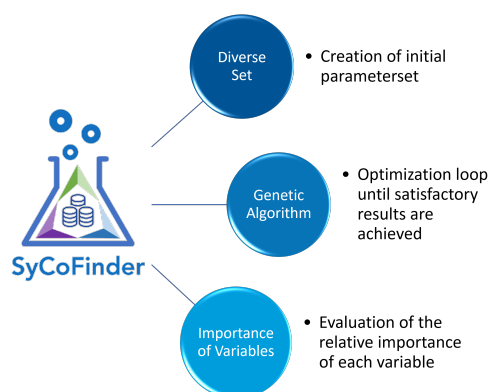 Diverse
Set
• Creation of initial
parameterset
Genetic
Algorithm
• Optimization loop
until satisfactory
results are
achieved
SyCoFinder
Importance
of Variables
• Evaluation of the
relative importance
of each variable